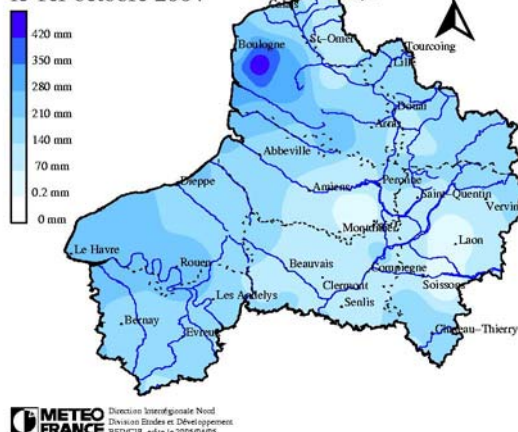 420 mm
350 mm
280 mm
210 mm
140 mm
70 mm
0.2 mm
0 mm
Calais
Boulogne
St-Omer
Tourcoing
Lille
Douai
Arras
Abbeville
Dieppe
Amiens
Peronne
Saint-Quentin
Vervin
Montdidier
Laon
Le Havre
Rouen
Beauvais
Compiegne
Soissons
Clermont
Les Andelys
Senlis
Bernay
Evreux
Chateau-Thierry
METEO
FRANCE
Direction Interrégionale Nord
Division Etudes et Développement